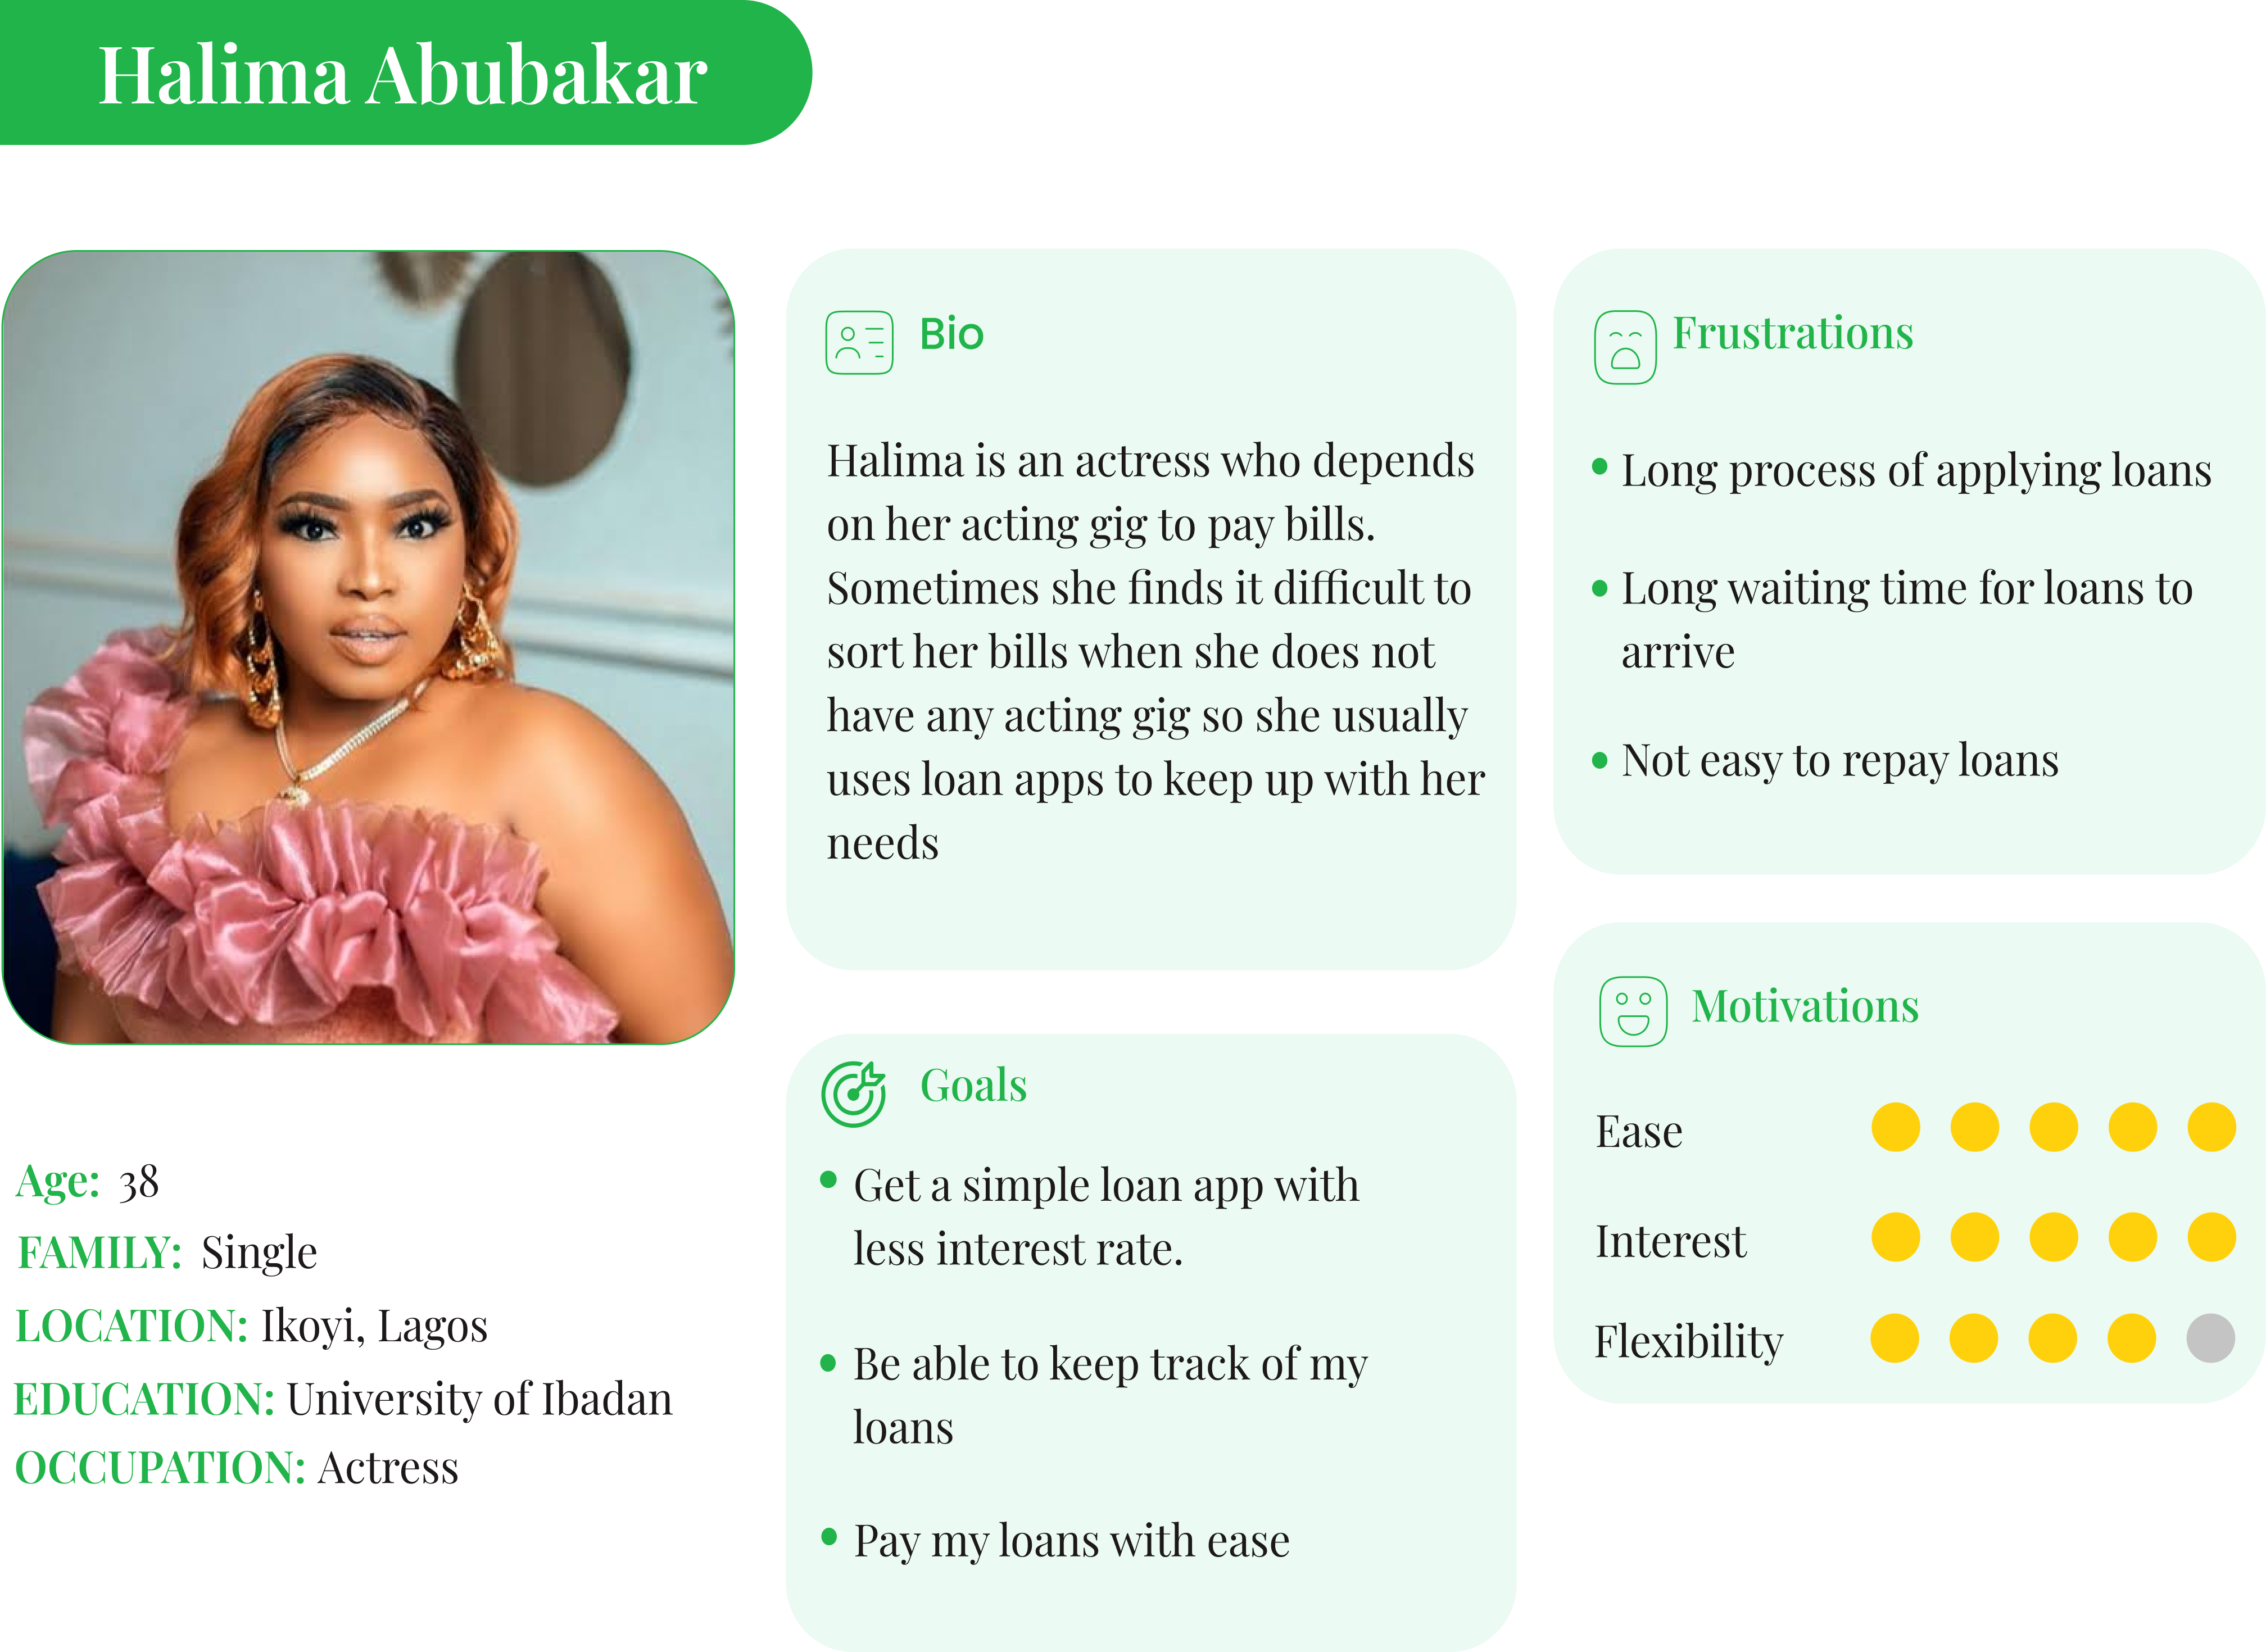 Halima Abubakar
Age: 38
FAMILY: Single
LOCATION: Ikoyi, Lagos
EDUCATION: University of Ibadan
OCCUPATION: Actress
Bio
Halima is an actress who depends
on her acting gig to pay bills.
Sometimes she finds it difficult to
sort her bills when she does not
have any acting gig so she usually
uses loan apps to keep up with her
needs
Goals
Get a simple loan app with
less interest rate.
Be able to keep track of my
loans
Pay my loans with ease
Frustrations
Long process of applying loans
Long waiting time for loans to
arrive
Not easy to repay loans
Motivations
Ease
Interest
Flexibility